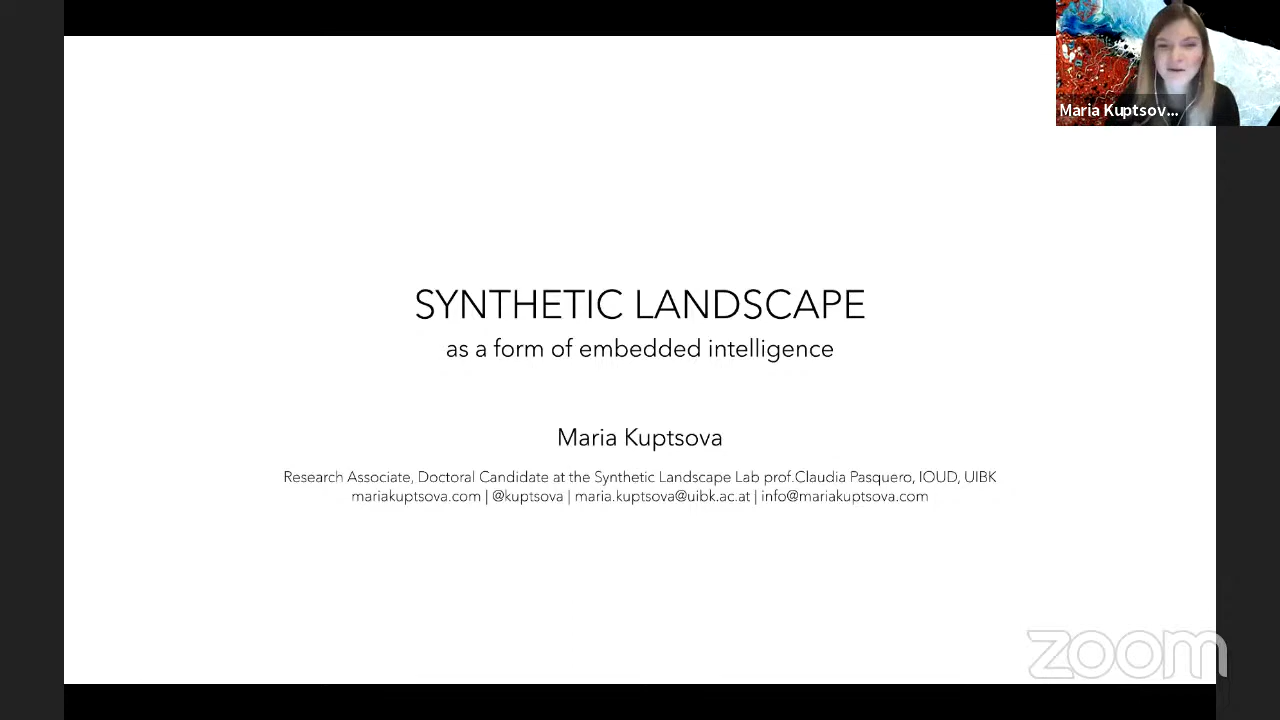 Maria Kuptsov...
SYNTHETIC LANDSCAPE
as a form of embedded intelligence
Maria Kuptsova
Research Associate, Doctoral Candidate at the Synthetic Landscape Lab prof.Claudia Pasquero, IOUD, UIBK
mariakuptsova.com | @kuptsova | maria.kuptsova@uibk.ac.at | info@mariakuptsova.com
zoom